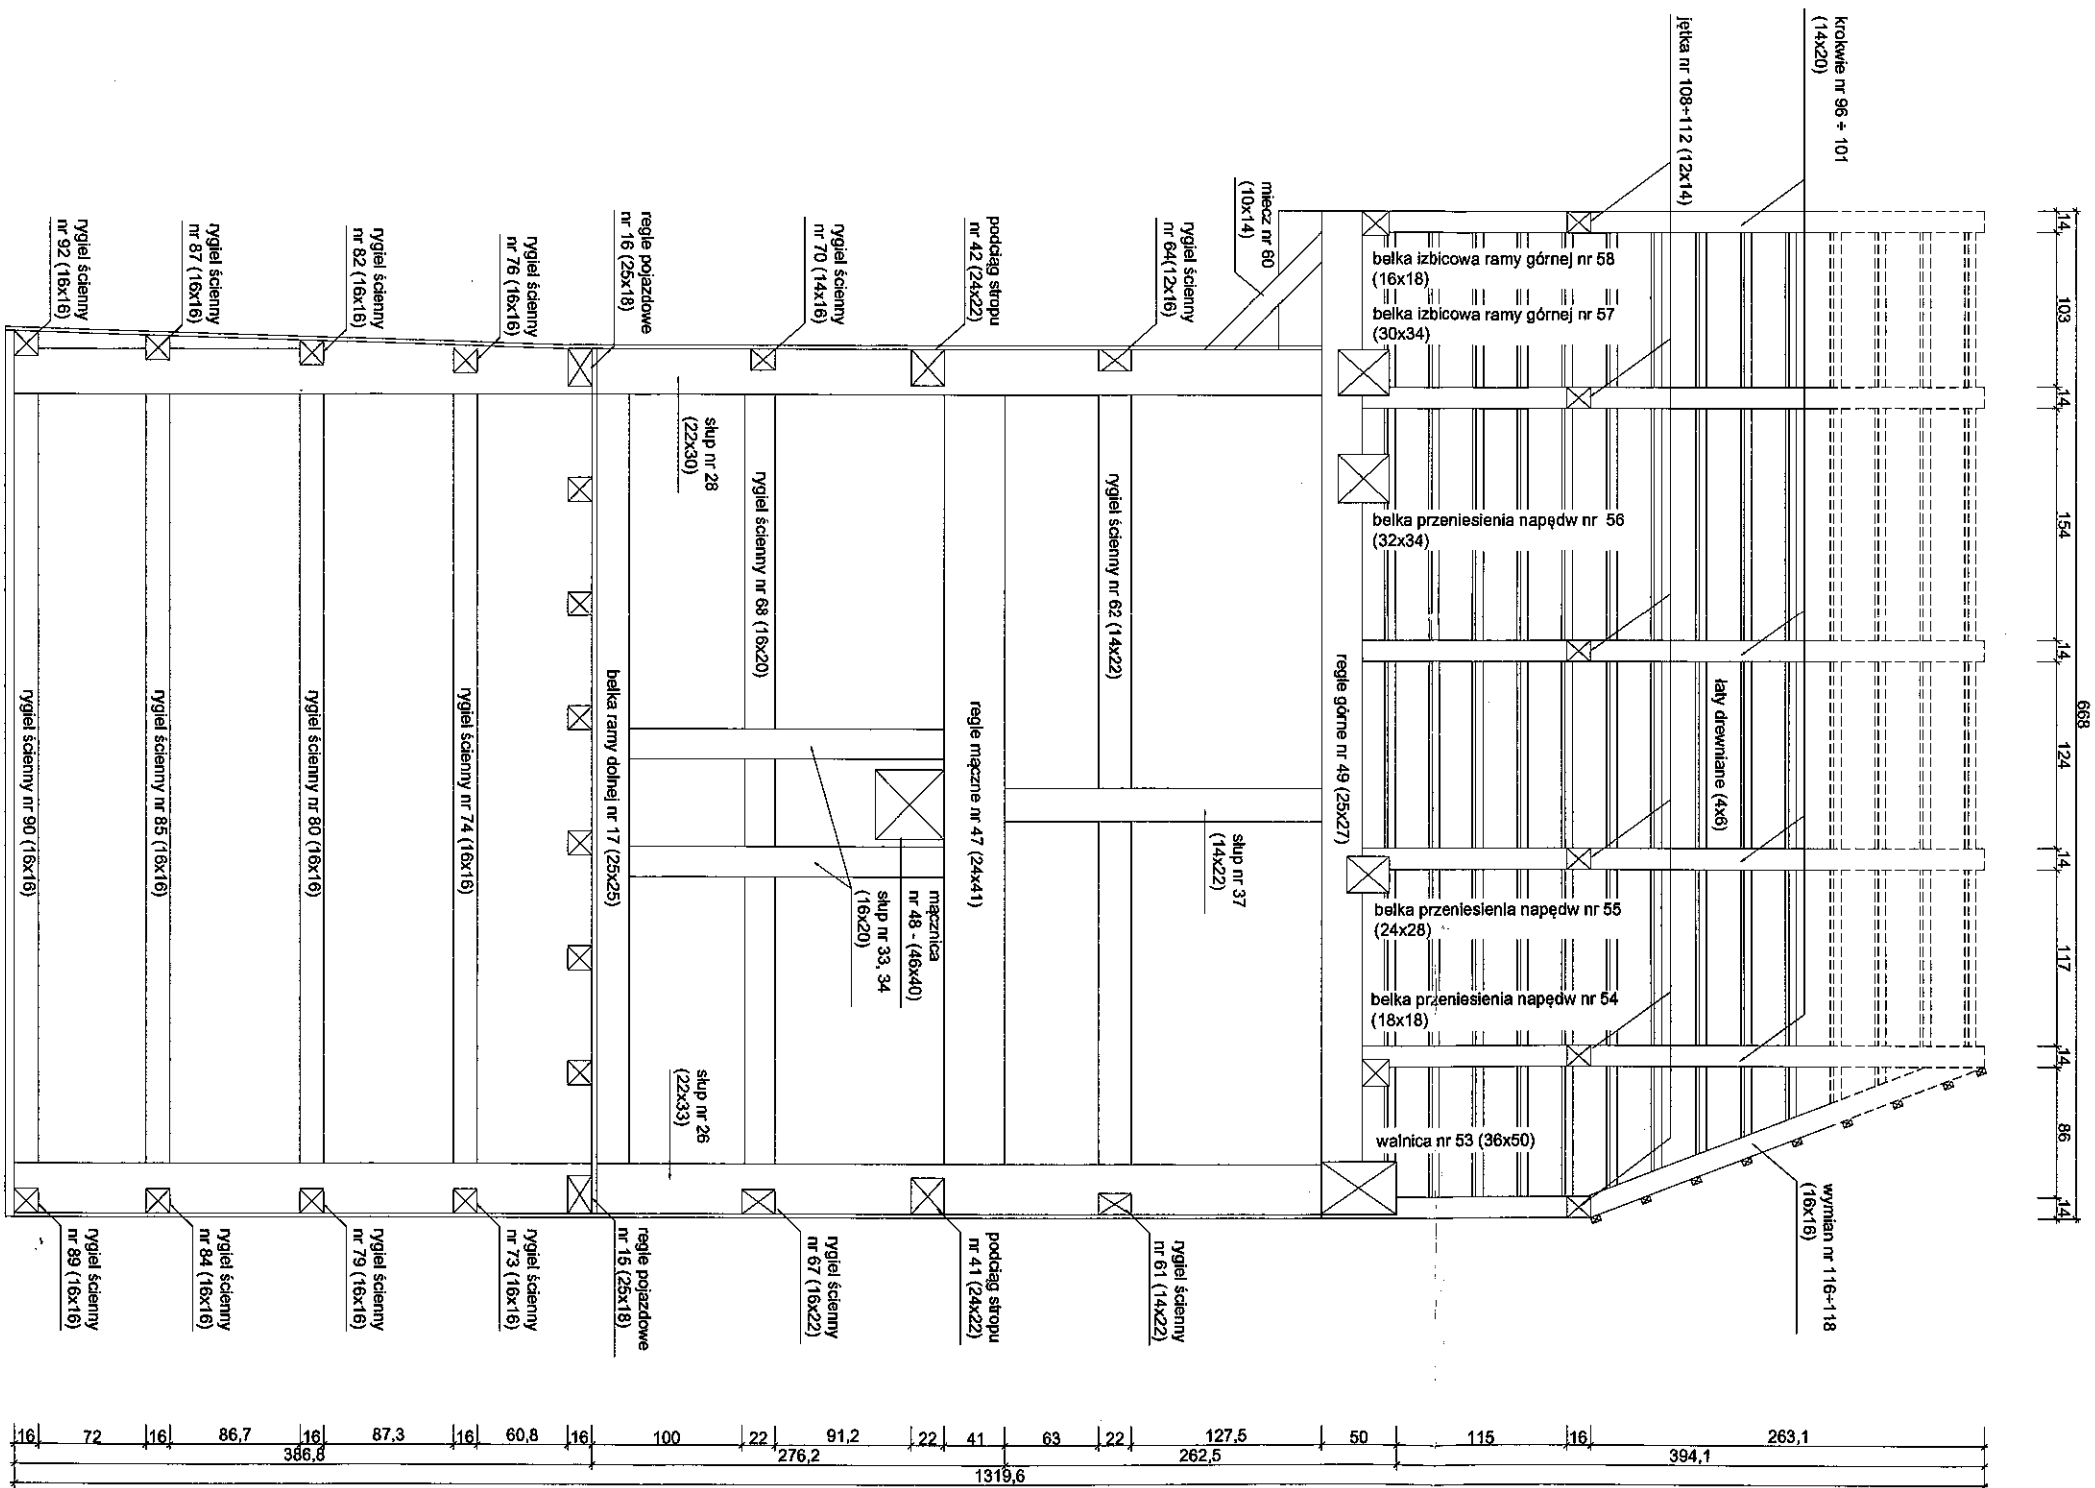 krokwie nr 96 ÷ 101
(14x20)
jętka nr 108÷112 (12x14)
miecz nr 60
(10x14)
rygiel ścienny
nr 64(12x16)
podciąg stropu
nr 42 (24x22)
rygiel ścienny
nr 70 (14x16)
regle pojazdowe
nr 16 (25x18)
rygiel ścienny
nr 76 (16x16)
rygiel ścienny
nr 82 (16x16)
rygiel ścienny
nr 87 (16x16)
rygiel ścienny
nr 92 (16x16)
belka izbicowa ramy górnej nr 58
(16x18)
belka izbicowa ramy górnej nr 57
(30x34)
belka przeniesienia napędw nr 56
(32x34)
belka przeniesienia napędw nr 55
(24x28)
belka przeniesienia napędw nr 54
(18x18)
walnica nr 53 (36x50)
łaty drewniane (4x6)
regle górne nr 49 (25x27)
słup nr 28
(22x30)
rygiel ścienny nr 68 (16x20)
rygiel ścienny nr 62 (14x22)
regle mączne nr 47 (24x41)
słup nr 37
(14x22)
mącznica
nr 48 - (46x40)
słup nr 33, 34
(16x20)
belka ramy dolnej nr 17 (25x25)
słup nr 26
(22x33)
rygiel ścienny nr 74 (16x16)
rygiel ścienny nr 80 (16x16)
rygiel ścienny nr 85 (16x16)
rygiel ścienny nr 90 (16x16)
wymian nr 116÷118
(16x16)
rygiel ścienny
nr 61 (14x22)
podciąg stropu
nr 41 (24x22)
rygiel ścienny
nr 67 (16x22)
regle pojazdowe
nr 15 (25x18)
rygiel ścienny
nr 73 (16x16)
rygiel ścienny
nr 79 (16x16)
rygiel ścienny
nr 84 (16x16)
rygiel ścienny
nr 89 (16x16)
14 103 14 154 14 124 14 117 14 86 14
668
16 72 16 86,7 16 87,3 16 60,8 16 100 22 91,2 22 41 63 22 127,5 50 115 16 263,1
386,8 276,2 262,5 394,1
1319,6